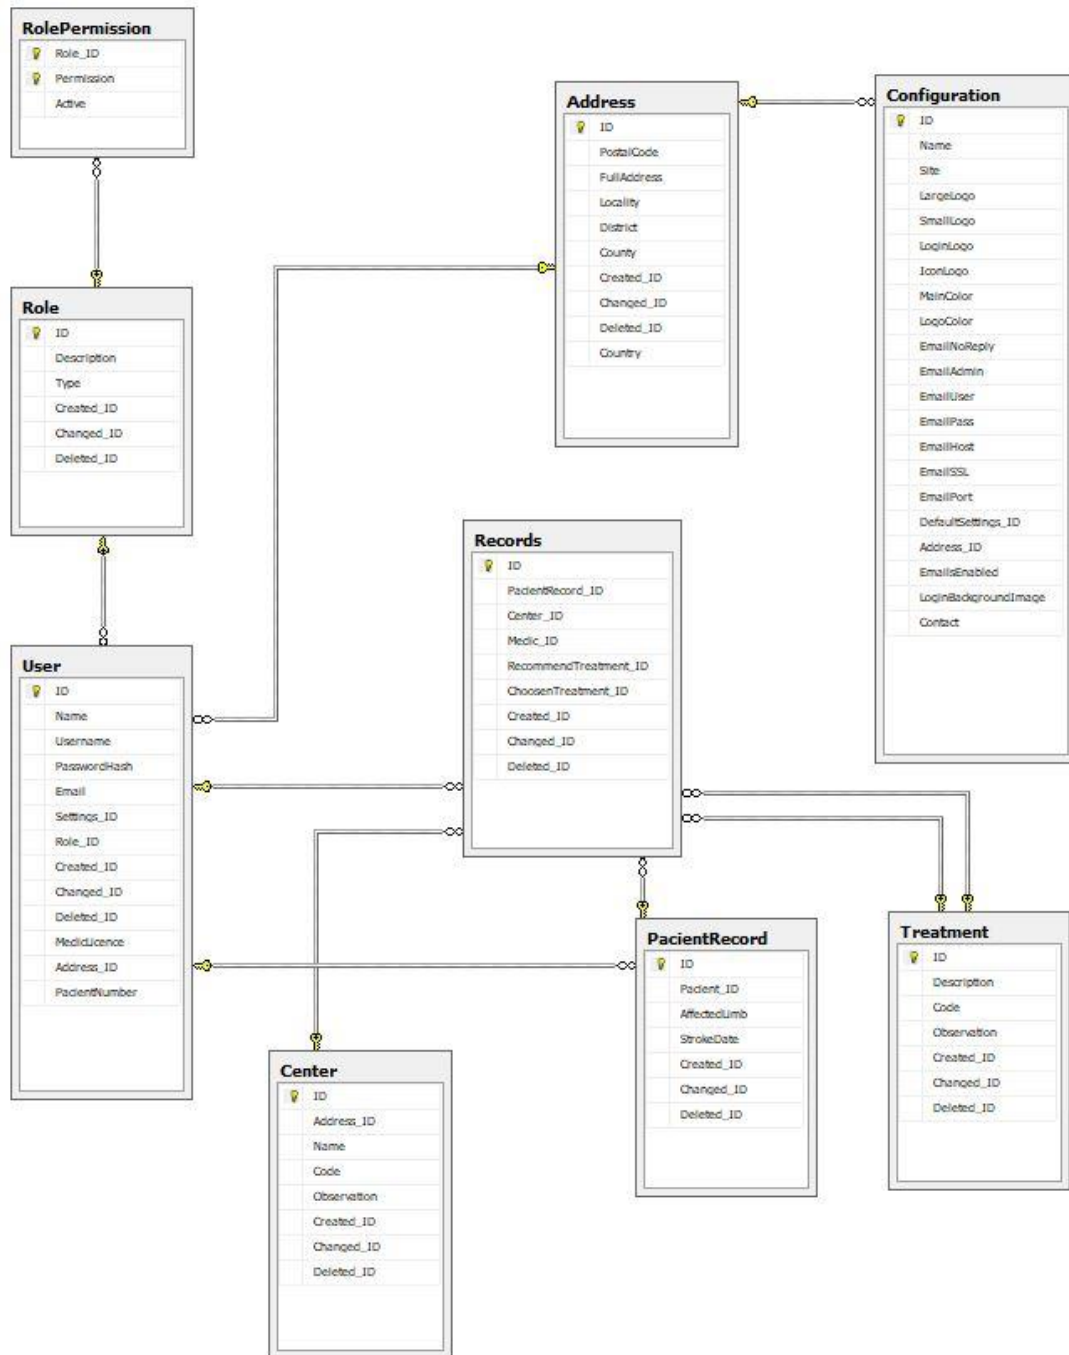 RolePermission
Role_ID
Permission
Active
Address
ID
PostalCode
FullAddress
Locality
District
County
Created_ID
Changed_ID
Deleted_ID
Country
Configuration
ID
Name
Site
LargeLogo
SmallLogo
LoginLogo
IconLogo
MainColor
LogoColor
EmailNoReply
EmailAdmin
EmailUser
EmailPass
EmailHost
EmailSSL
EmailPort
DefaultSettings_ID
Address_ID
EmailsEnabled
LoginBackgroundImage
Contact
Role
ID
Description
Type
Created_ID
Changed_ID
Deleted_ID
Records
ID
PacientRecord_ID
Center_ID
Medic_ID
RecommendTreatment_ID
ChoosenTreatment_ID
Created_ID
Changed_ID
Deleted_ID
User
ID
Name
Username
PasswordHash
Email
Settings_ID
Role_ID
Created_ID
Changed_ID
Deleted_ID
MedicLicence
Address_ID
PacientNumber
PacientRecord
ID
Pacient_ID
AffectedLimb
StrokeDate
Created_ID
Changed_ID
Deleted_ID
Treatment
ID
Description
Code
Observation
Created_ID
Changed_ID
Deleted_ID
Center
ID
Address_ID
Name
Code
Observation
Created_ID
Changed_ID
Deleted_ID